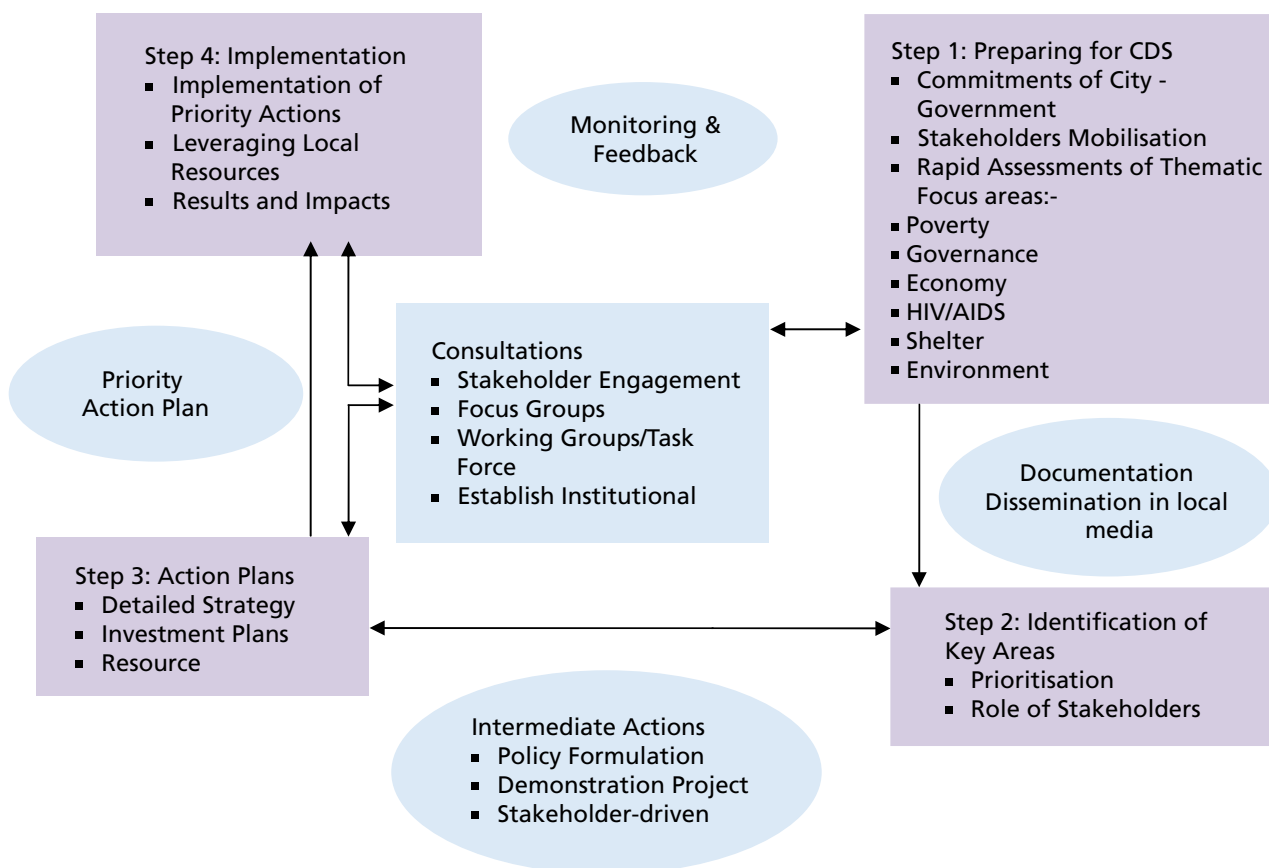 Step 4: Implementation
▪ Implementation of
Priority Actions
▪ Leveraging Local
Resources
▪ Results and Impacts
Monitoring &
Feedback
Step 1: Preparing for CDS
▪ Commitments of City -
Government
▪ Stakeholders Mobilisation
▪ Rapid Assessments of Thematic
Focus areas:-
▪ Poverty
▪ Governance
▪ Economy
▪ HIV/AIDS
▪ Shelter
▪ Environment
Priority
Action Plan
Consultations
▪ Stakeholder Engagement
▪ Focus Groups
▪ Working Groups/Task
Force
▪ Establish Institutional
Documentation
Dissemination in local
media
Step 3: Action Plans
▪ Detailed Strategy
▪ Investment Plans
▪ Resource
Step 2: Identification of
Key Areas
▪ Prioritisation
▪ Role of Stakeholders
Intermediate Actions
▪ Policy Formulation
▪ Demonstration Project
▪ Stakeholder-driven